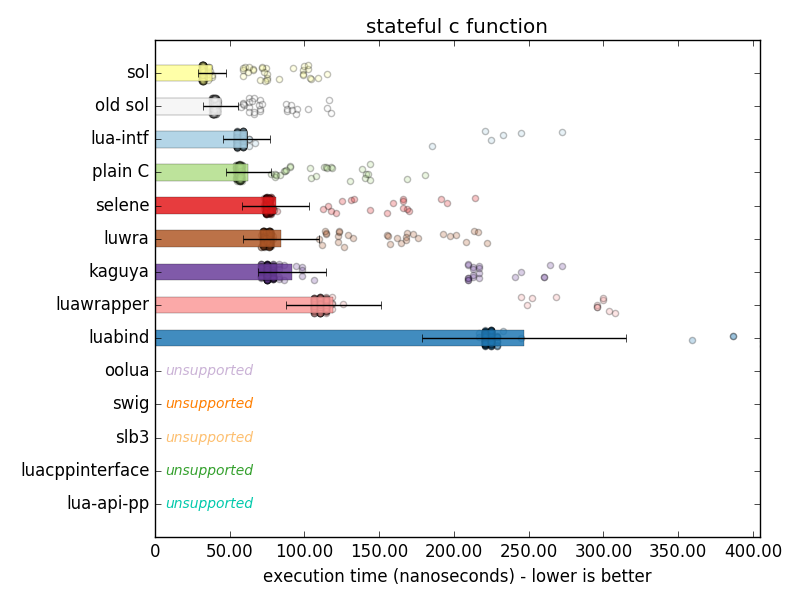 stateful c function
sol
old sol
lua-intf
plain C
selene
luwra
kaguya
luawrapper
luabind
oolua unsupported
swig unsupported
slb3 unsupported
luacppinterface unsupported
lua-api-pp unsupported
0 50.00 100.00 150.00 200.00 250.00 300.00 350.00 400.00
execution time (nanoseconds) - lower is better